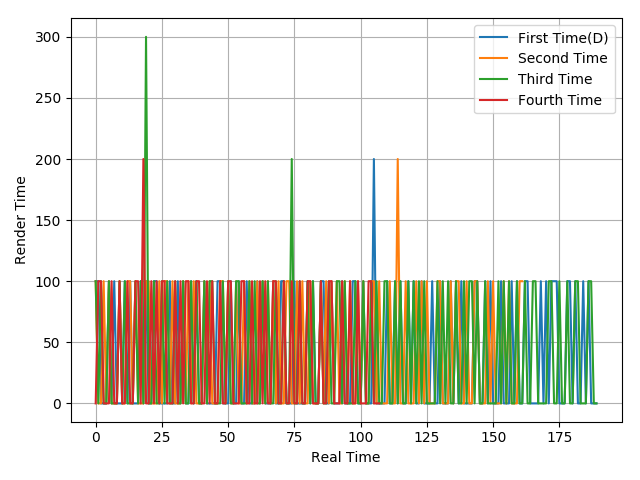 300
250
200
150
100
50
0
Render Time
First Time(D)
Second Time
Third Time
Fourth Time
0 25 50 75 100 125 150 175
Real Time